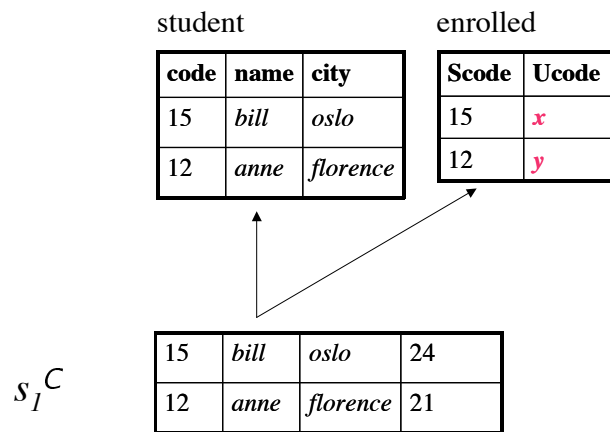 student enrolled
code name city Scode Ucode
15 bill oslo 15 x
12 anne florence 12 y
15 bill oslo 24
s1C 12 anne florence 21